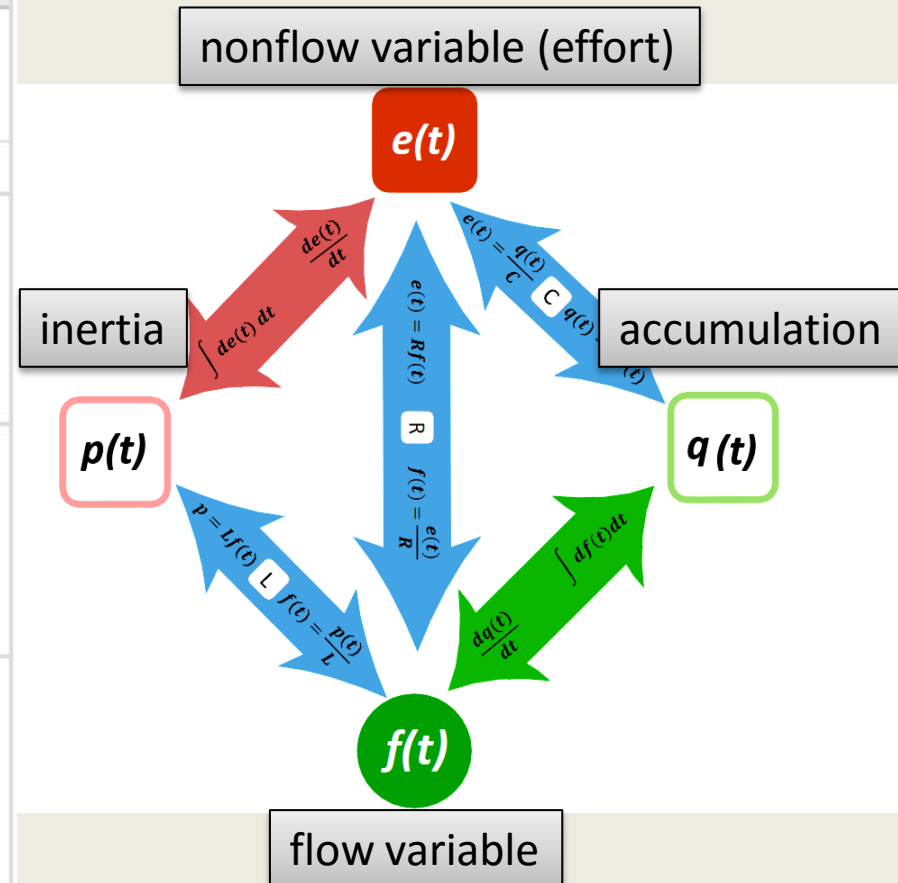 nonflow variable (effort)
e(t)
de(t)/dt
∫ de(t) dt
e(t) = q(t)/C
C
q(t)
(t)
inertia
accumulation
e(t) = Rf(t)
R
f(t) = e(t)/R
p(t)
q (t)
p = Lf(t)
L
f(t) = p(t)/L
∫ df(t)dt
dq(t)/dt
f(t)
flow variable